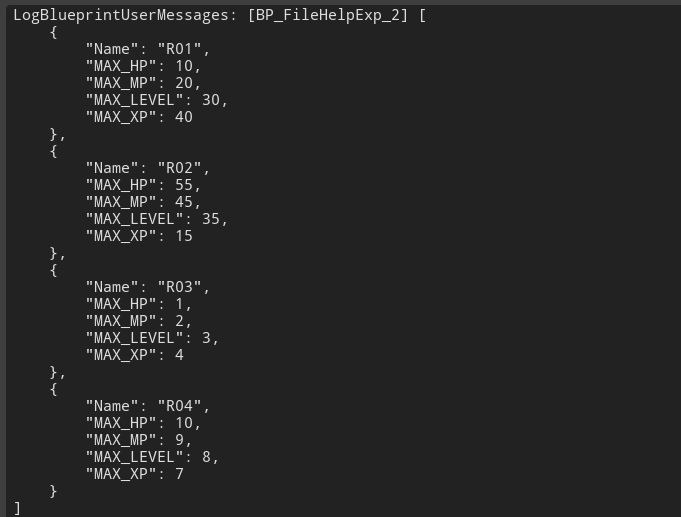 LogBlueprintUserMessages: [BP_FileHelpExp_2] [
    {
        "Name": "R01",
        "MAX_HP": 10,
        "MAX_MP": 20,
        "MAX_LEVEL": 30,
        "MAX_XP": 40
    },
    {
        "Name": "R02",
        "MAX_HP": 55,
        "MAX_MP": 45,
        "MAX_LEVEL": 35,
        "MAX_XP": 15
    },
    {
        "Name": "R03",
        "MAX_HP": 1,
        "MAX_MP": 2,
        "MAX_LEVEL": 3,
        "MAX_XP": 4
    },
    {
        "Name": "R04",
        "MAX_HP": 10,
        "MAX_MP": 9,
        "MAX_LEVEL": 8,
        "MAX_XP": 7
    }
]